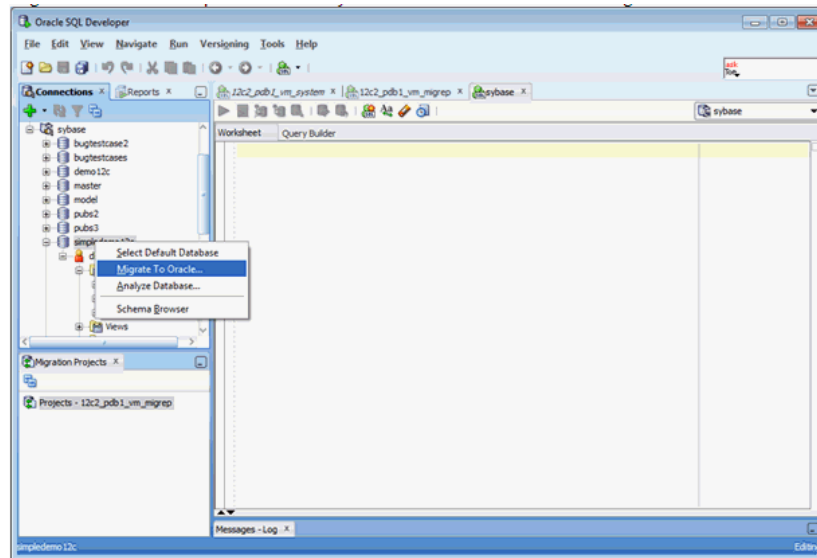 Oracle SQL Developer
File Edit View Navigate Run Versioning Tools Help
Connections Reports
12c2_pdb1_vm_system 12c2_pdb1_vm_migrep sybase
sybase
Worksheet Query Builder
sybase
bugtestcase2
bugtestcases
demo12c
master
model
pubs2
pubs3
simpledemo12c
Select Default Database
Migrate To Oracle...
Analyze Database...
Schema Browser
Views
Migration Projects
Projects - 12c2_pdb1_vm_migrep
Messages - Log
simpledemo12c
Editing